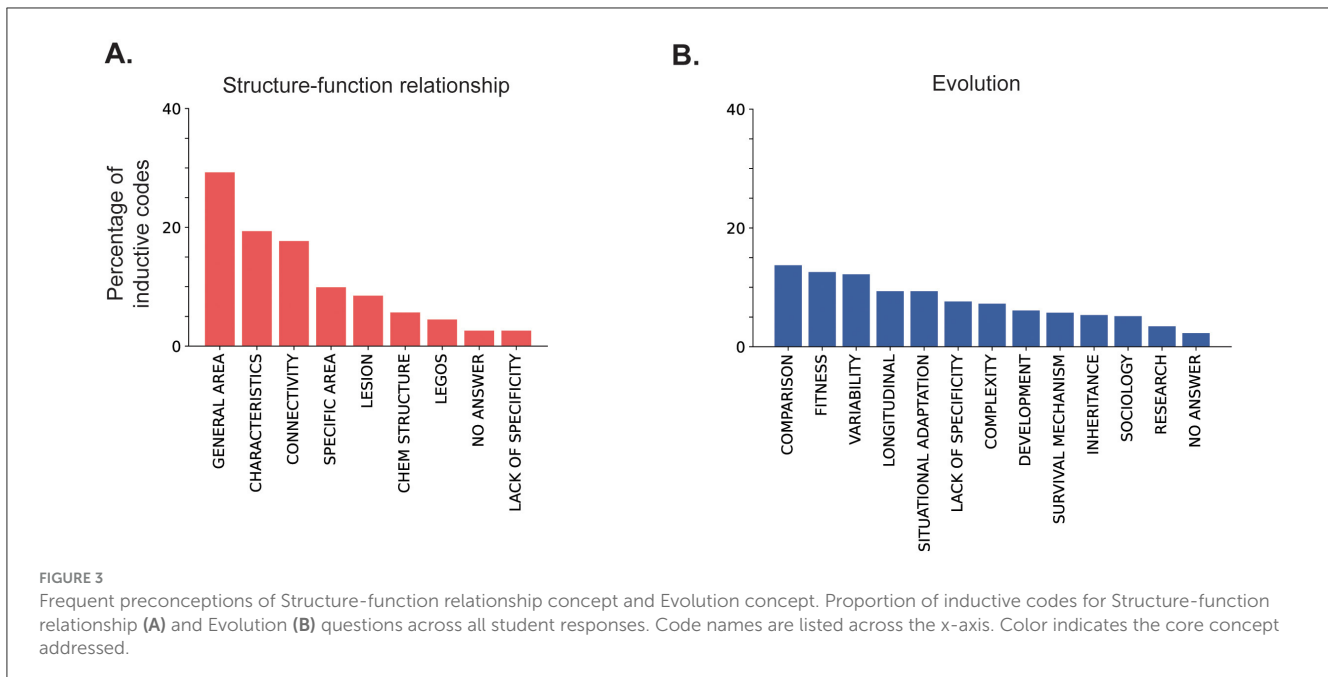 A.
Structure-function relationship
Percentage of
inductive codes
40
20
0
GENERAL AREA
CHARACTERISTICS
CONNECTIVITY
SPECIFIC AREA
LESION
CHEM STRUCTURE
LEGOS
NO ANSWER
LACK OF SPECIFICITY
B.
Evolution
40
20
0
COMPARISON
FITNESS
VARIABILITY
LONGITUDINAL
SITUATIONAL ADAPTATION
LACK OF SPECIFICITY
COMPLEXITY
DEVELOPMENT
SURVIVAL MECHANISM
INHERITANCE
SOCIOLOGY
RESEARCH
NO ANSWER
FIGURE 3
Frequent preconceptions of Structure-function relationship concept and Evolution concept. Proportion of inductive codes for Structure-function
relationship (A) and Evolution (B) questions across all student responses. Code names are listed across the x-axis. Color indicates the core concept
addressed.